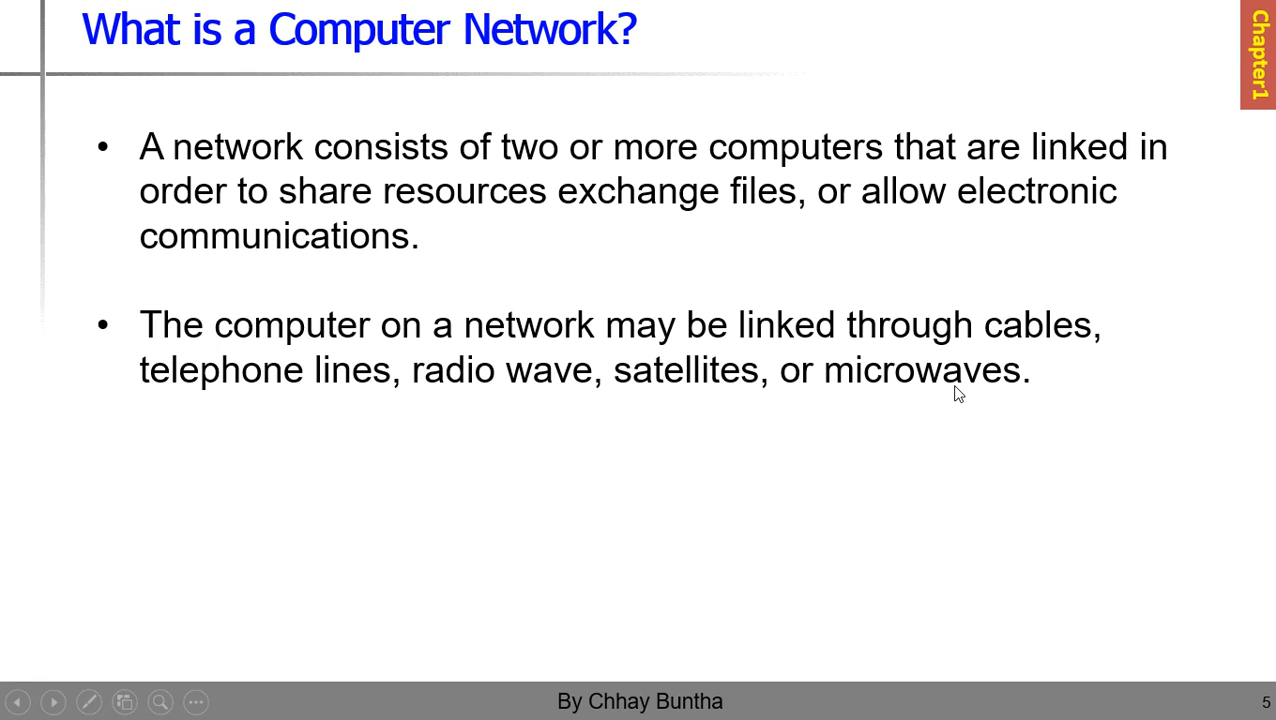 What is a Computer Network?
Chapter1
• A network consists of two or more computers that are linked in
order to share resources exchange files, or allow electronic
communications.
• The computer on a network may be linked through cables,
telephone lines, radio wave, satellites, or microwaves.
By Chhay Buntha
5